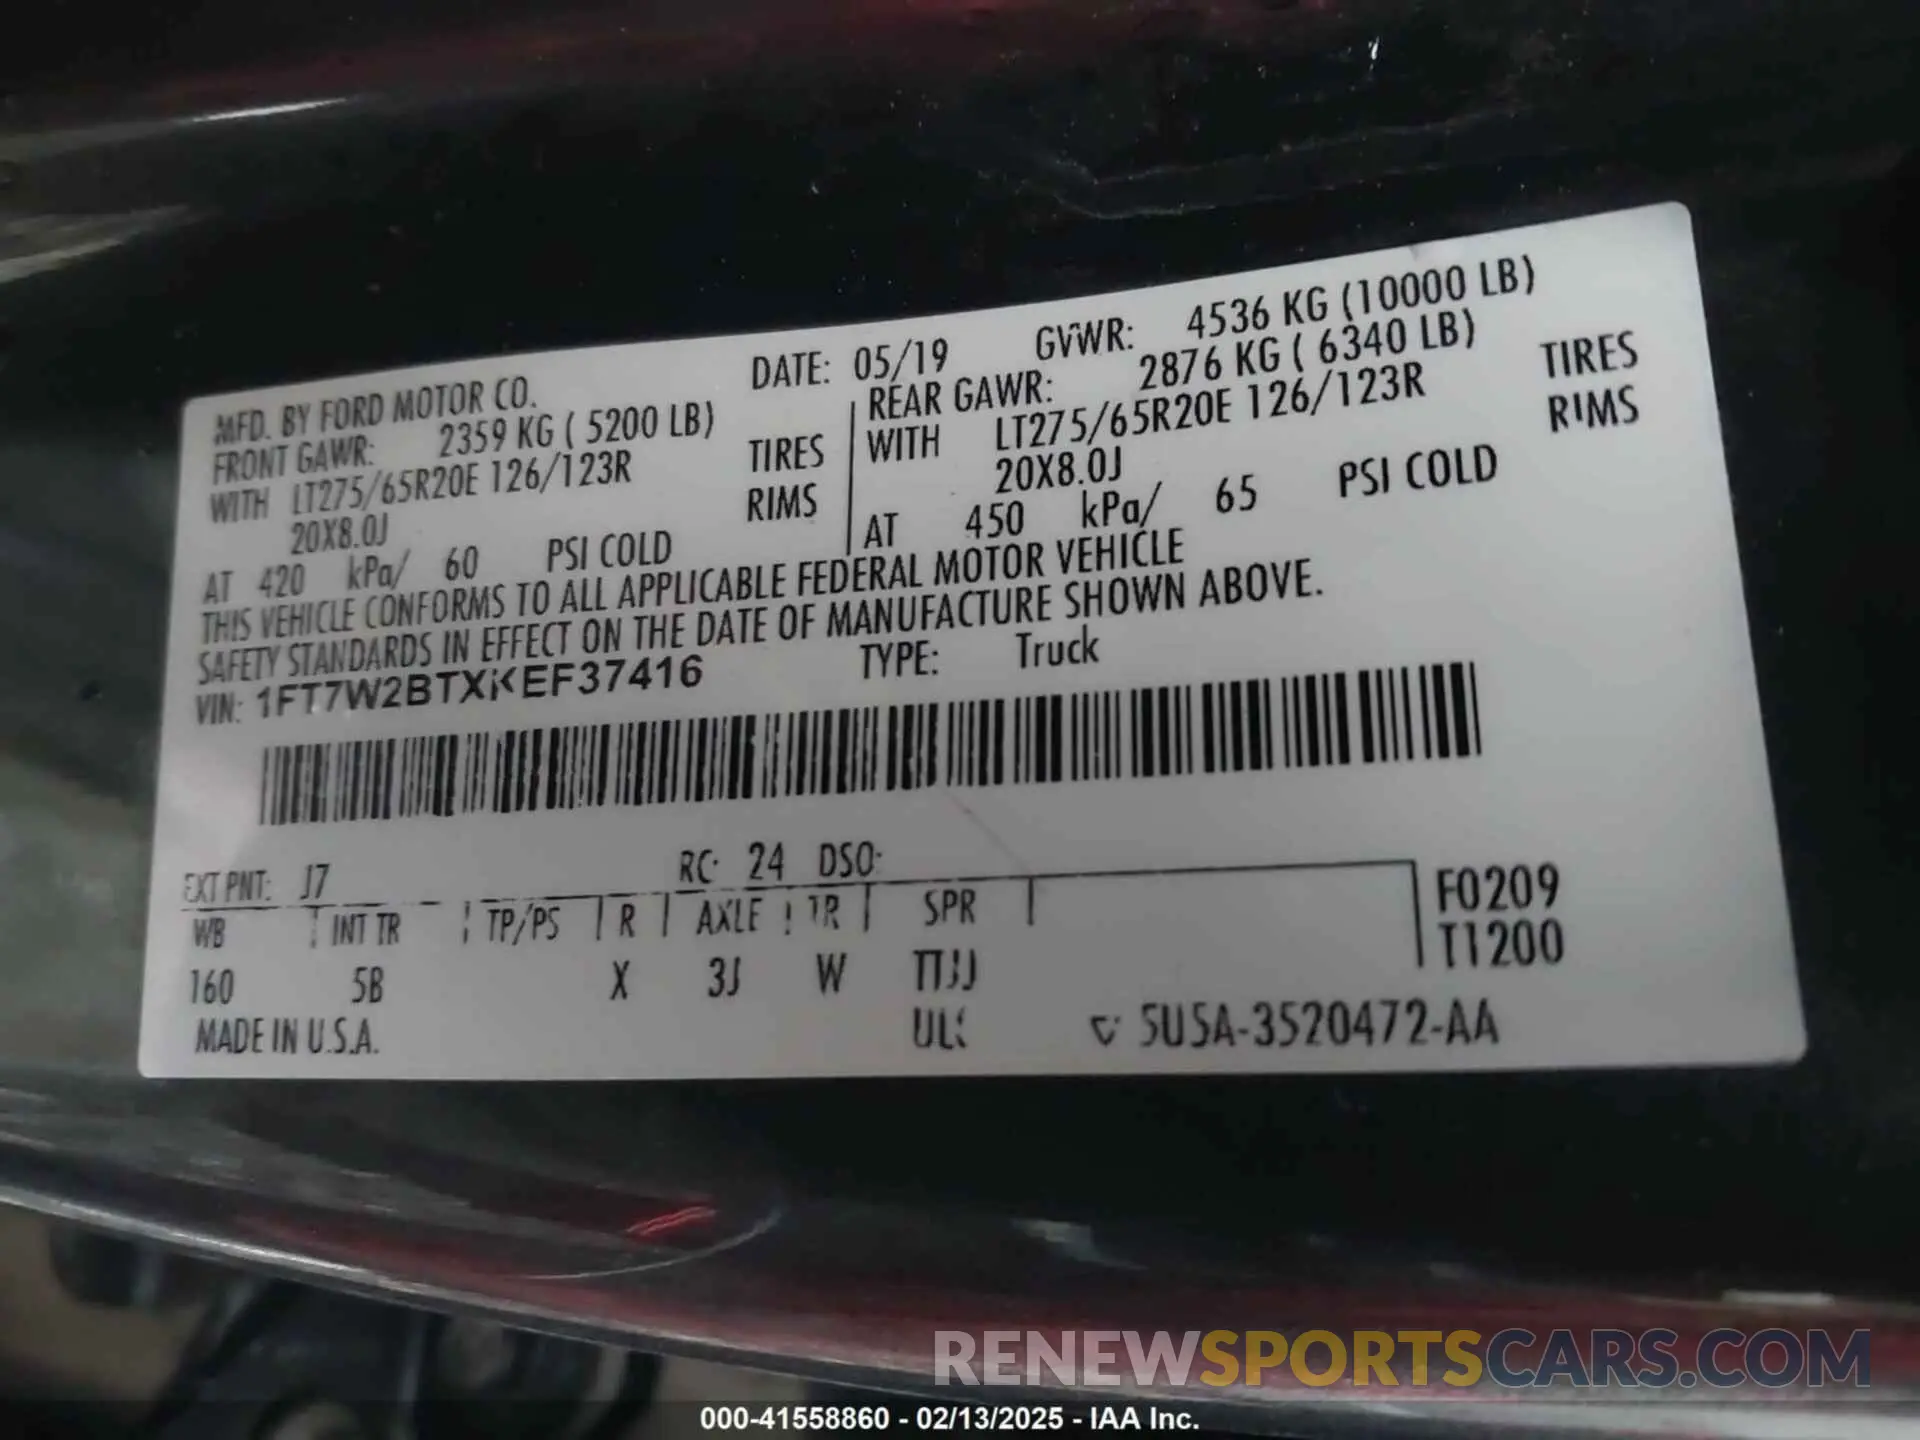 MFD. BY FORD MOTOR CO. DATE: 05/19 GVWR: 4536 KG (10000 LB)
FRONT GAWR: 2359 KG ( 5200 LB) REAR GAWR: 2876 KG ( 6340 LB)
WITH LT275/65R20E 126/123R TIRES WITH LT275/65R20E 126/123R TIRES
20X8.0J RIMS 20X8.0J RIMS
AT 420 kPa/ 60 PSI COLD AT 450 kPa/ 65 PSI COLD
THIS VEHICLE CONFORMS TO ALL APPLICABLE FEDERAL MOTOR VEHICLE
SAFETY STANDARDS IN EFFECT ON THE DATE OF MANUFACTURE SHOWN ABOVE.
VIN: 1FT7W2BTXKEF37416 TYPE: Truck
EXT PNT: J7 RC: 24 DSO:
WB INT TR TP/PS R AXLE TR SPR F0209
160 5B X 3J W TTJJ T1200
MADE IN U.S.A. 5U5A-3520472-AA
RENEWSPORTSCARS.COM
000-41558860 - 02/13/2025 - IAA Inc.